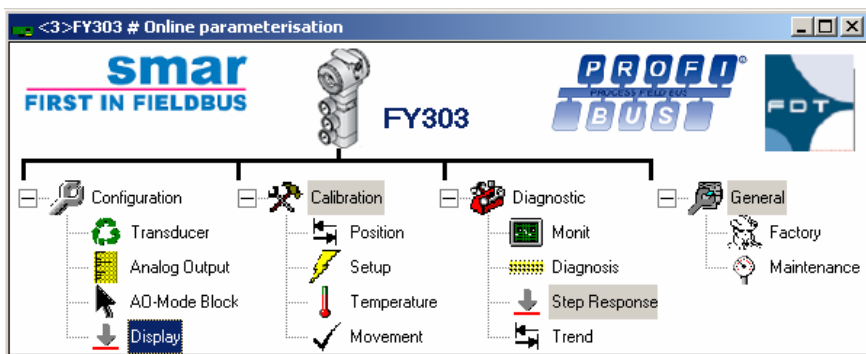 <3>FY303 # Online parameterisation
smar
FIRST IN FIELDBUS
FY303
PROFI®
PROCESS FIELD BUS
BUS
FDT
Configuration
Transducer
Analog Output
AO-Mode Block
Display
Calibration
Position
Setup
Temperature
Movement
Diagnostic
Monit
Diagnosis
Step Response
Trend
General
Factory
Maintenance